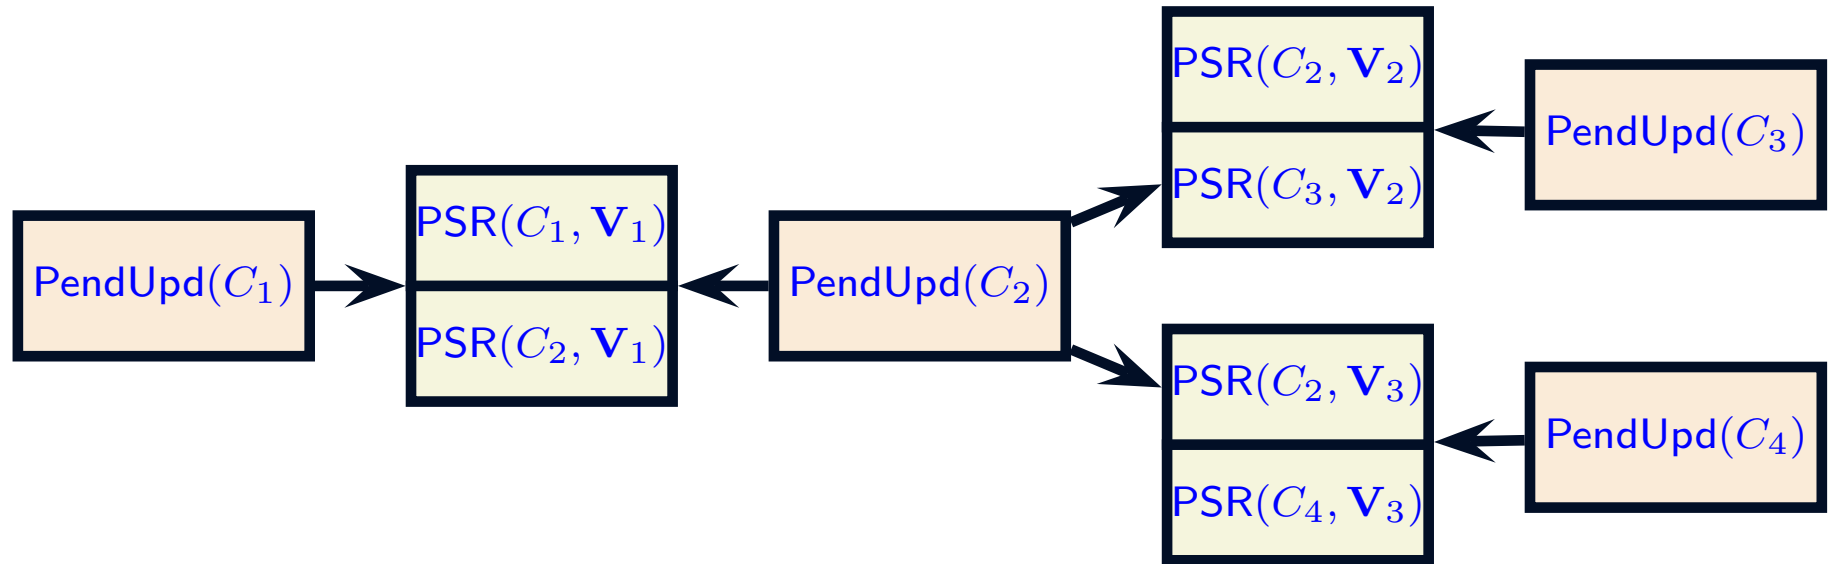 PendUpd(C₁)
PSR(C₁, V₁)
PSR(C₂, V₁)
PendUpd(C₂)
PSR(C₂, V₂)
PSR(C₃, V₂)
PendUpd(C₃)
PSR(C₂, V₃)
PSR(C₄, V₃)
PendUpd(C₄)